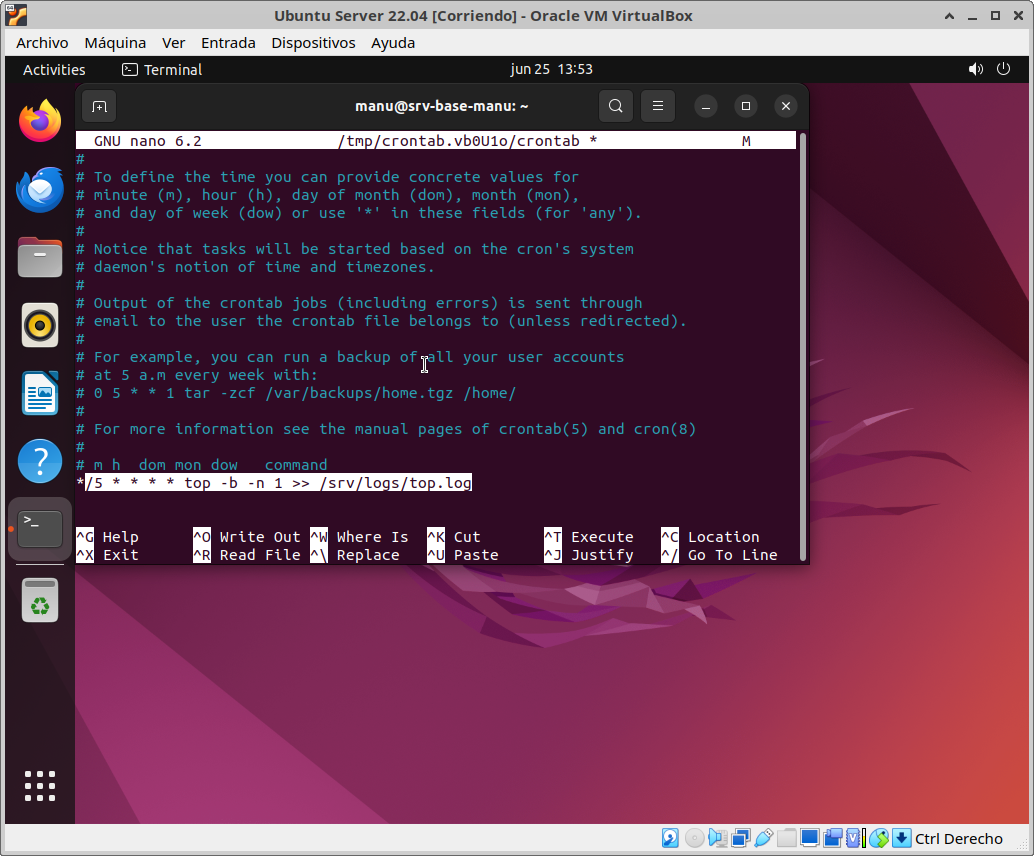 Ubuntu Server 22.04 [Corriendo] - Oracle VM VirtualBox
Archivo Máquina Ver Entrada Dispositivos Ayuda
Activities Terminal jun 25 13:53
manu@srv-base-manu: ~
GNU nano 6.2 /tmp/crontab.vb0U1o/crontab * M
#
# To define the time you can provide concrete values for
# minute (m), hour (h), day of month (dom), month (mon),
# and day of week (dow) or use '*' in these fields (for 'any').
#
# Notice that tasks will be started based on the cron's system
# daemon's notion of time and timezones.
#
# Output of the crontab jobs (including errors) is sent through
# email to the user the crontab file belongs to (unless redirected).
#
# For example, you can run a backup of all your user accounts
# at 5 a.m every week with:
# 0 5 * * 1 tar -zcf /var/backups/home.tgz /home/
#
# For more information see the manual pages of crontab(5) and cron(8)
#
# m h  dom mon dow   command
*/5 * * * * top -b -n 1 >> /srv/logs/top.log
^G Help ^O Write Out ^W Where Is ^K Cut ^T Execute ^C Location
^X Exit ^R Read File ^\ Replace ^U Paste ^J Justify ^/ Go To Line
Ctrl Derecho